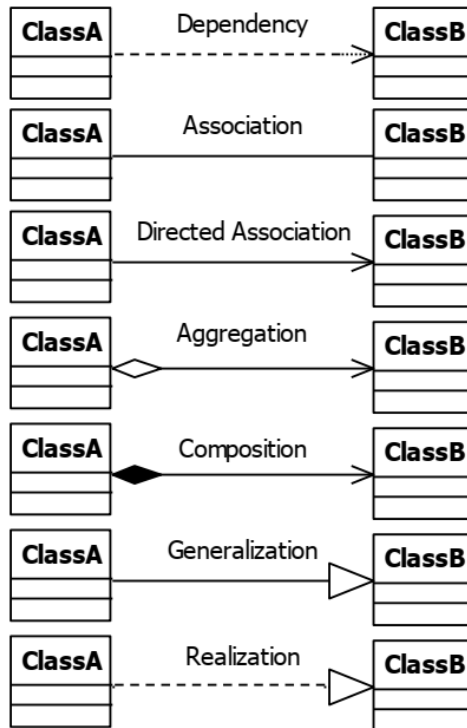 ClassA Dependency ClassB
ClassA Association ClassB
ClassA Directed Association ClassB
ClassA Aggregation ClassB
ClassA Composition ClassB
ClassA Generalization ClassB
ClassA Realization ClassB